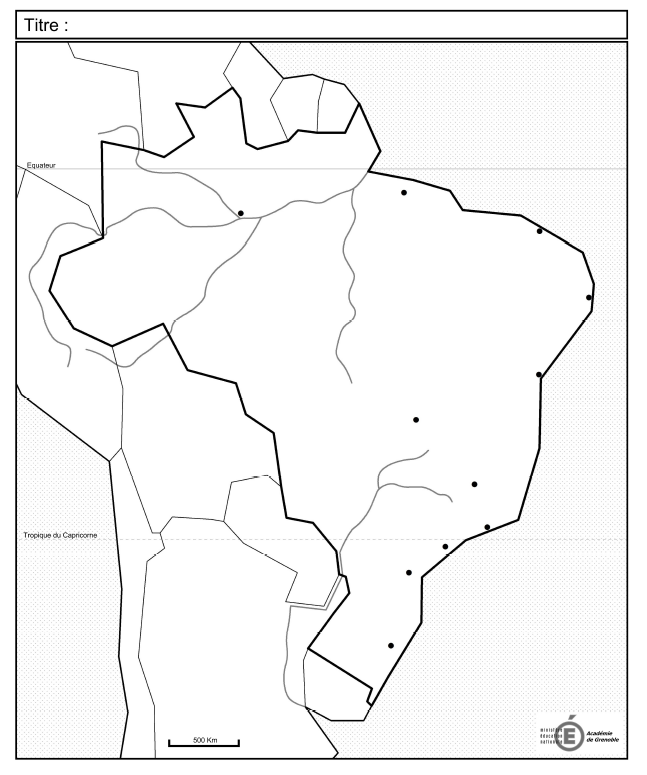 Titre :
Equateur
Tropique du Capricorne
500 Km
Académie
de Grenoble